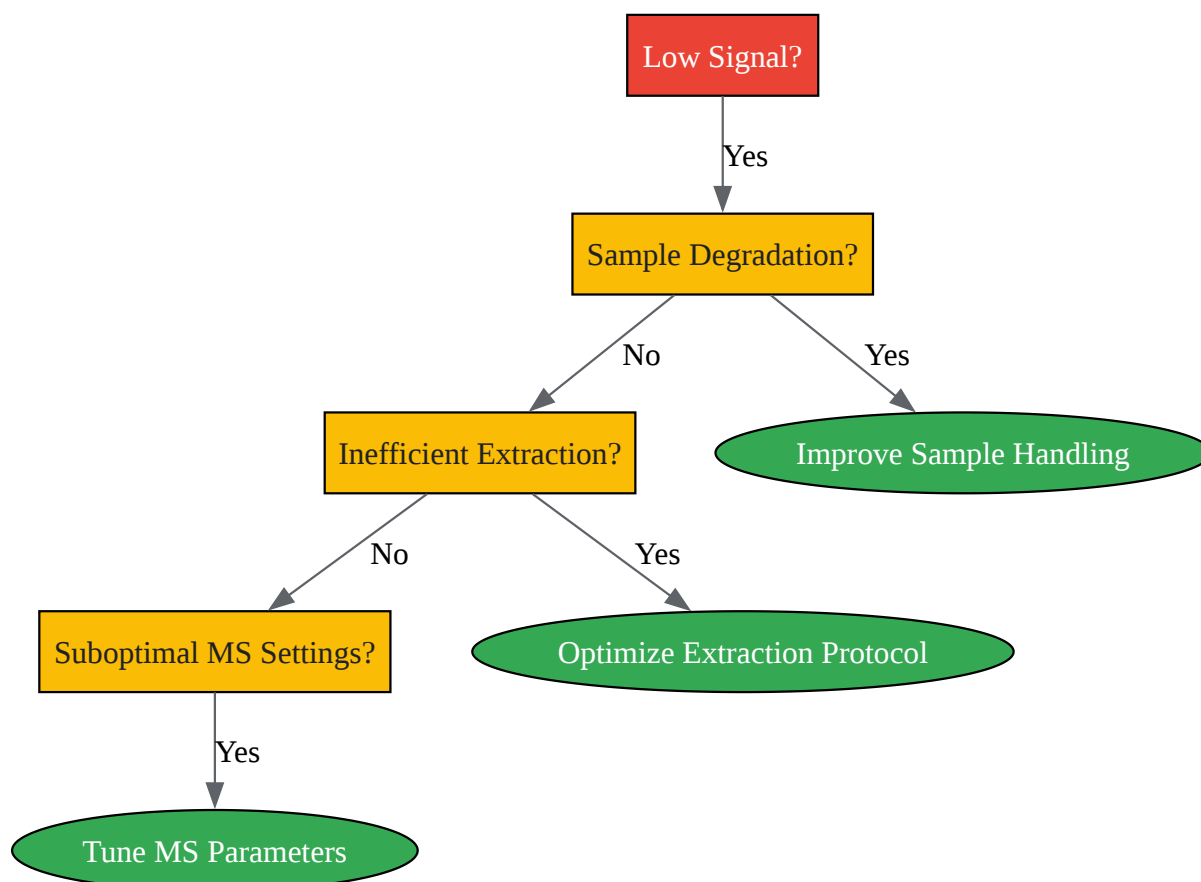 Low Signal?
Yes
Sample Degradation?
No
Yes
Inefficient Extraction?
Improve Sample Handling
No
Yes
Suboptimal MS Settings?
Optimize Extraction Protocol
Yes
Tune MS Parameters